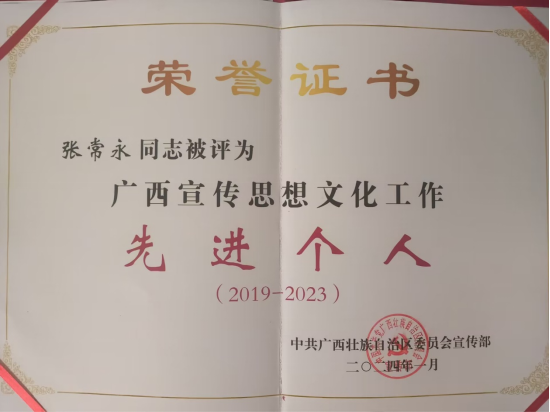 荣誉证书
张常永 同志被评为
广西宣传思想文化工作
先进个人
(2019-2023)
中共广西壮族自治区委员会宣传部
二〇二四年一月